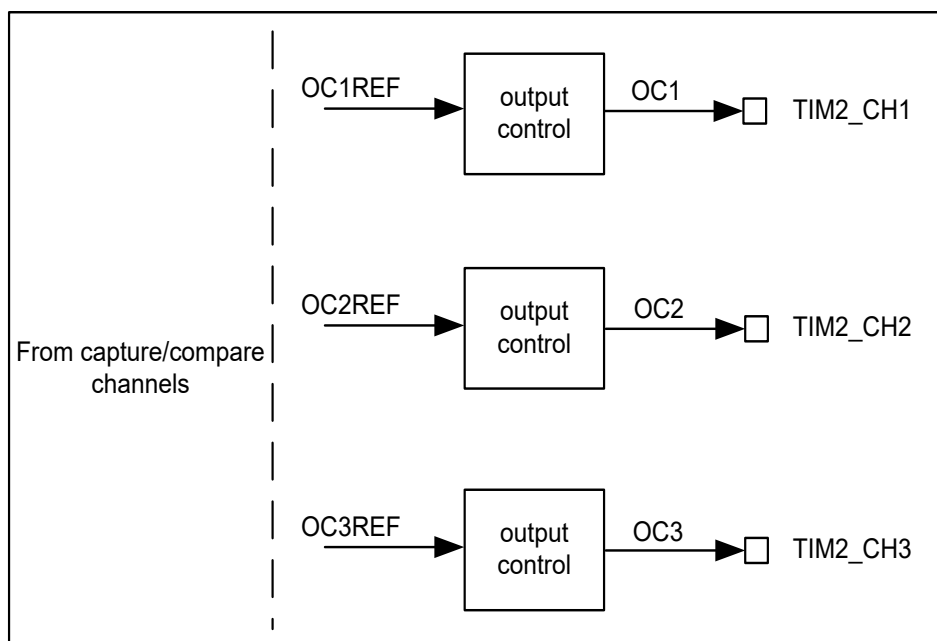 OC1REF
output
control
OC1
TIM2_CH1
OC2REF
output
control
OC2
TIM2_CH2
From capture/compare
channels
OC3REF
output
control
OC3
TIM2_CH3